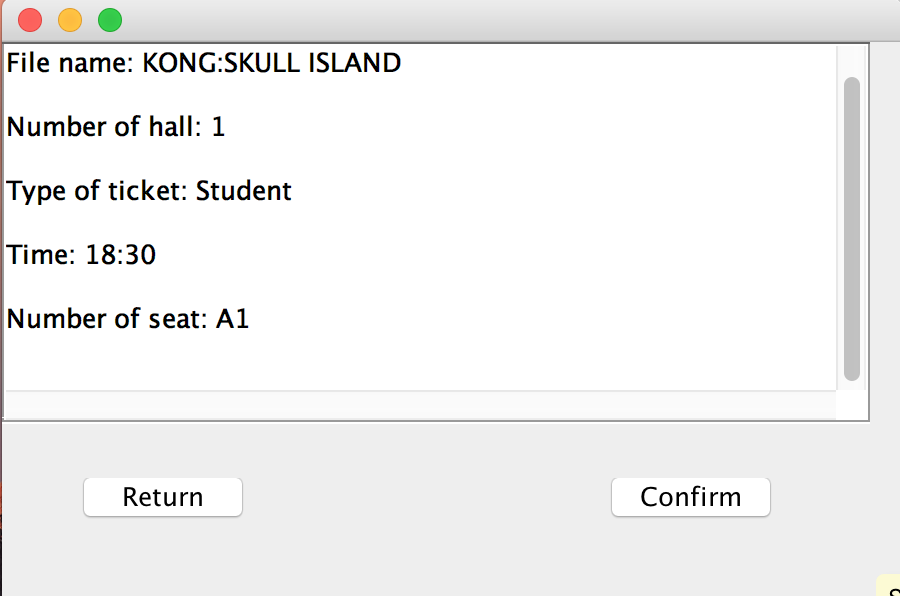 File name: KONG:SKULL ISLAND
Number of hall: 1
Type of ticket: Student
Time: 18:30
Number of seat: A1
Return
Confirm